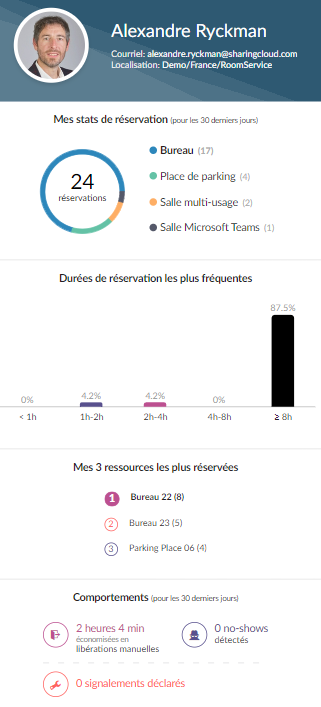 Alexandre Ryckman
Courriel: alexandre.ryckman@sharingcloud.com
Localisation: Demo/France/RoomService
Mes stats de réservation (pour les 30 derniers jours)
24
réservations
Bureau (17)
Place de parking (4)
Salle multi-usage (2)
Salle Microsoft Teams (1)
Durées de réservation les plus fréquentes
0% 4.2% 4.2% 0% 87.5%
< 1h 1h-2h 2h-4h 4h-8h ≥ 8h
Mes 3 ressources les plus réservées
1 Bureau 22 (8)
2 Bureau 23 (5)
3 Parking Place 06 (4)
Comportements (pour les 30 derniers jours)
2 heures 4 min
économisées en
libérations manuelles
0 no-shows
détectés
0 signalements déclarés